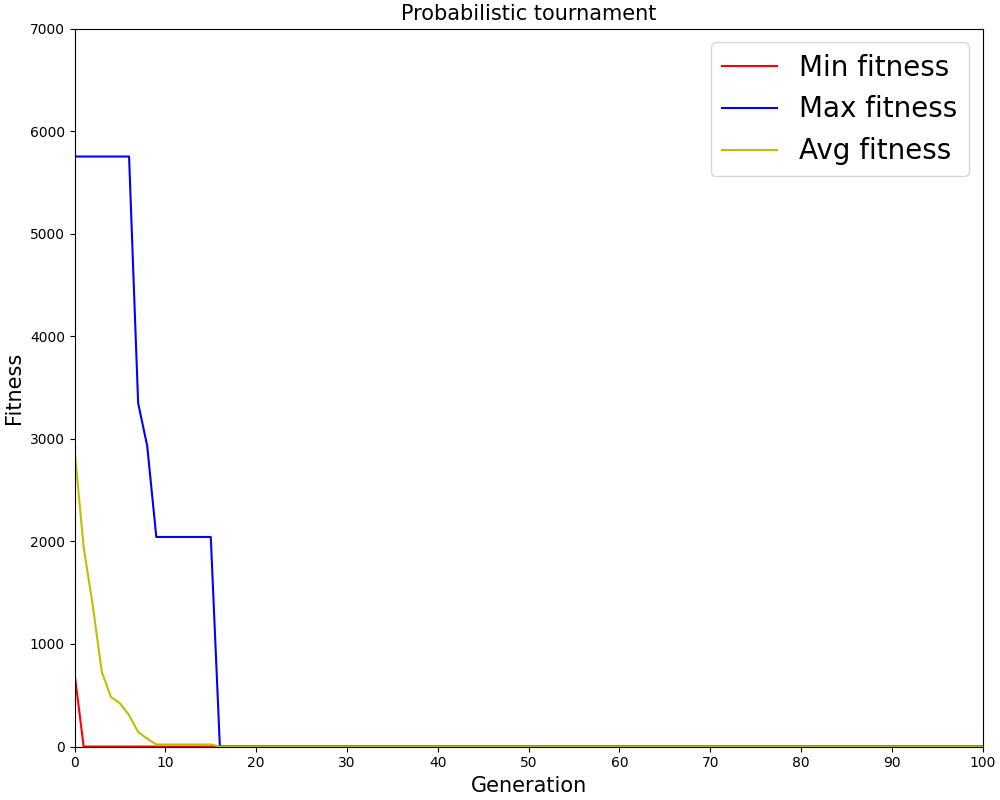 Probabilistic tournament
7000
6000
5000
4000
3000
2000
1000
0
Fitness
Min fitness
Max fitness
Avg fitness
0 10 20 30 40 50 60 70 80 90 100
Generation